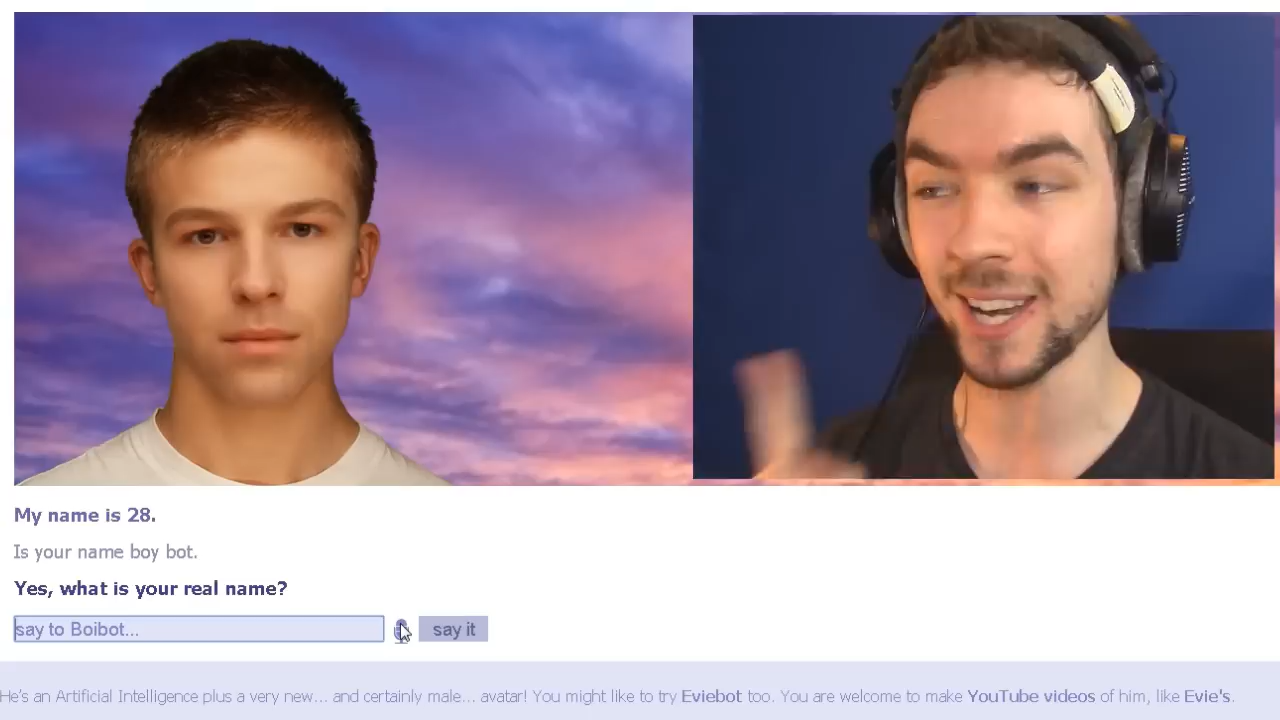 My name is 28.
Is your name boy bot.
Yes, what is your real name?
say to Boibot...
say it
He's an Artificial Intelligence plus a very new... and certainly male... avatar! You might like to try Eviebot too. You are welcome to make YouTube videos of him, like Evie's.